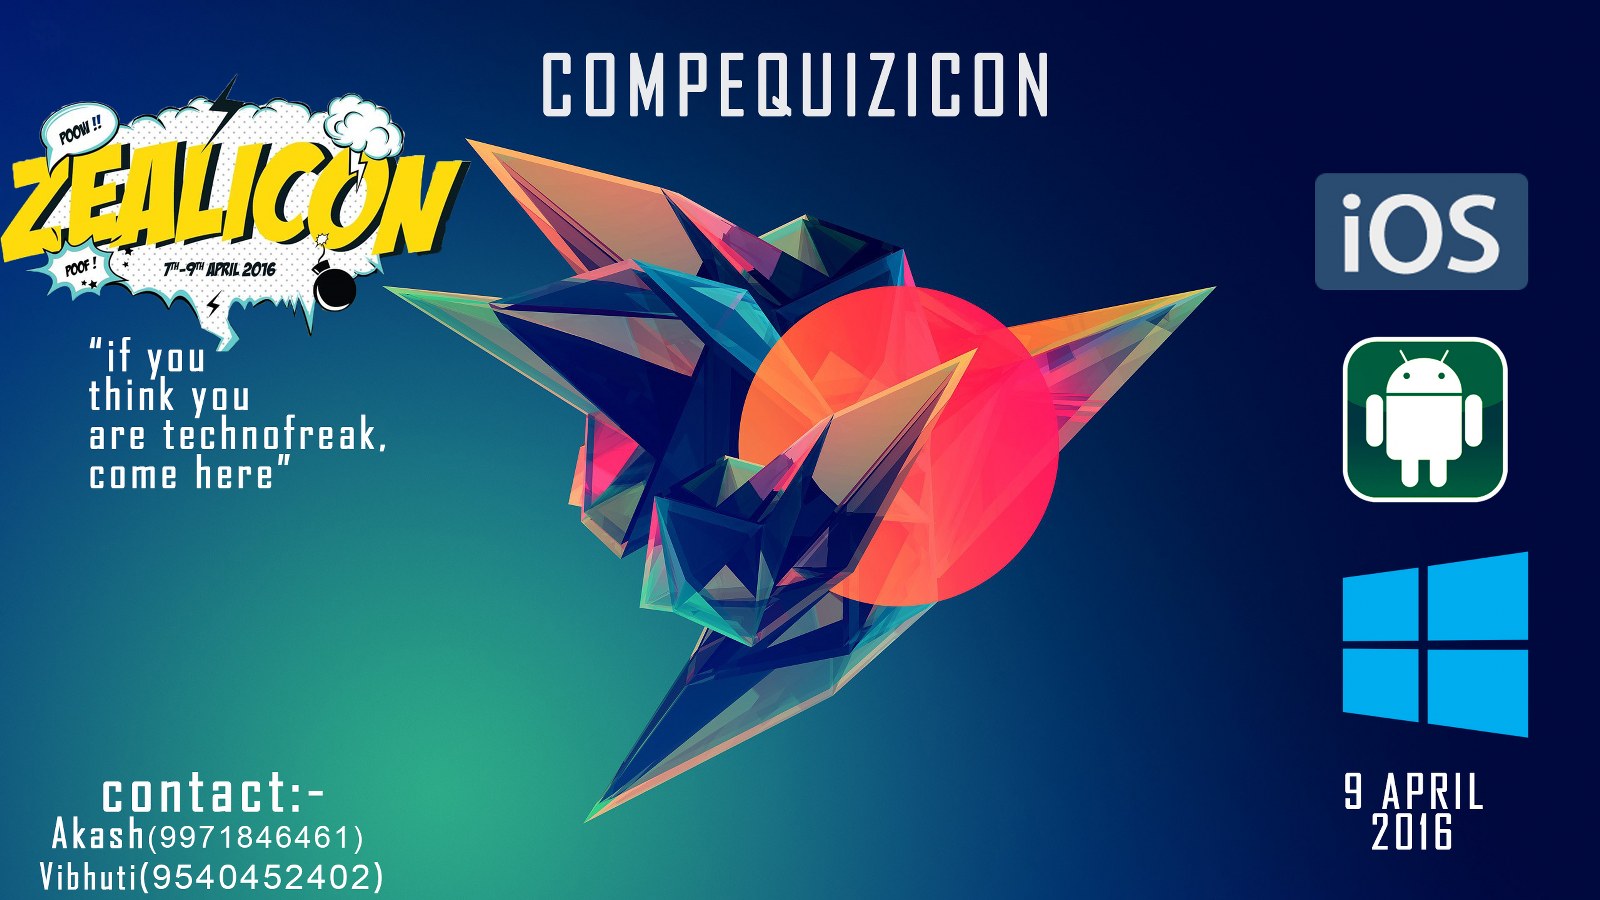 COMPEQUIZICON
POOW !!
ZEALICON
POOF !
7TH-9TH APRIL 2016
"if you
think you
are technofreak,
come here"
iOS
contact:-
Akash(9971846461)
Vibhuti(9540452402)
9 APRIL
2016